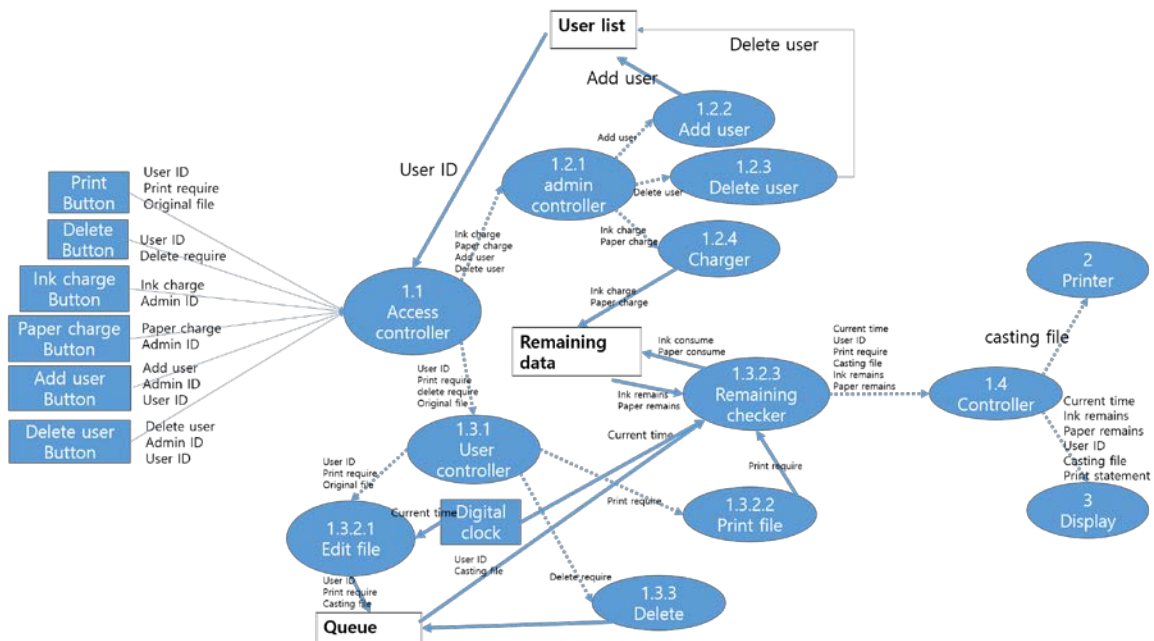 User list
Delete user
Add user
1.2.2
Add user
Add user
User ID
1.2.1
admin
controller
1.2.3
Delete user
Delete user
Print
Button
User ID
Print require
Original file
Delete
Button
User ID
Delete require
Ink charge
Paper charge
Add user
Delete user
Ink charge
Paper charge
1.2.4
Charger
Ink charge
Button
Ink charge
Admin ID
1.1
Access
controller
Ink charge
Paper charge
2
Printer
Paper charge
Button
Paper charge
Admin ID
Remaining
data
Ink consume
Paper consume
Current time
User ID
Print require
Casting file
Ink remains
Paper remains
casting file
Add user
Button
Add user
Admin ID
User ID
User ID
Print require
delete require
Original file
Ink remains
Paper remains
1.3.2.3
Remaining
checker
1.4
Controller
Delete user
Button
Delete user
Admin ID
User ID
1.3.1
User
controller
Current time
Current time
Ink remains
Paper remains
User ID
Casting file
Print statement
User ID
Print require
Original file
Print require
Print require
1.3.2.1
Edit file
Current time
Digital
clock
1.3.2.2
Print file
3
Display
User ID
Casting file
User ID
Print require
Casting file
Delete require
1.3.3
Delete
Queue